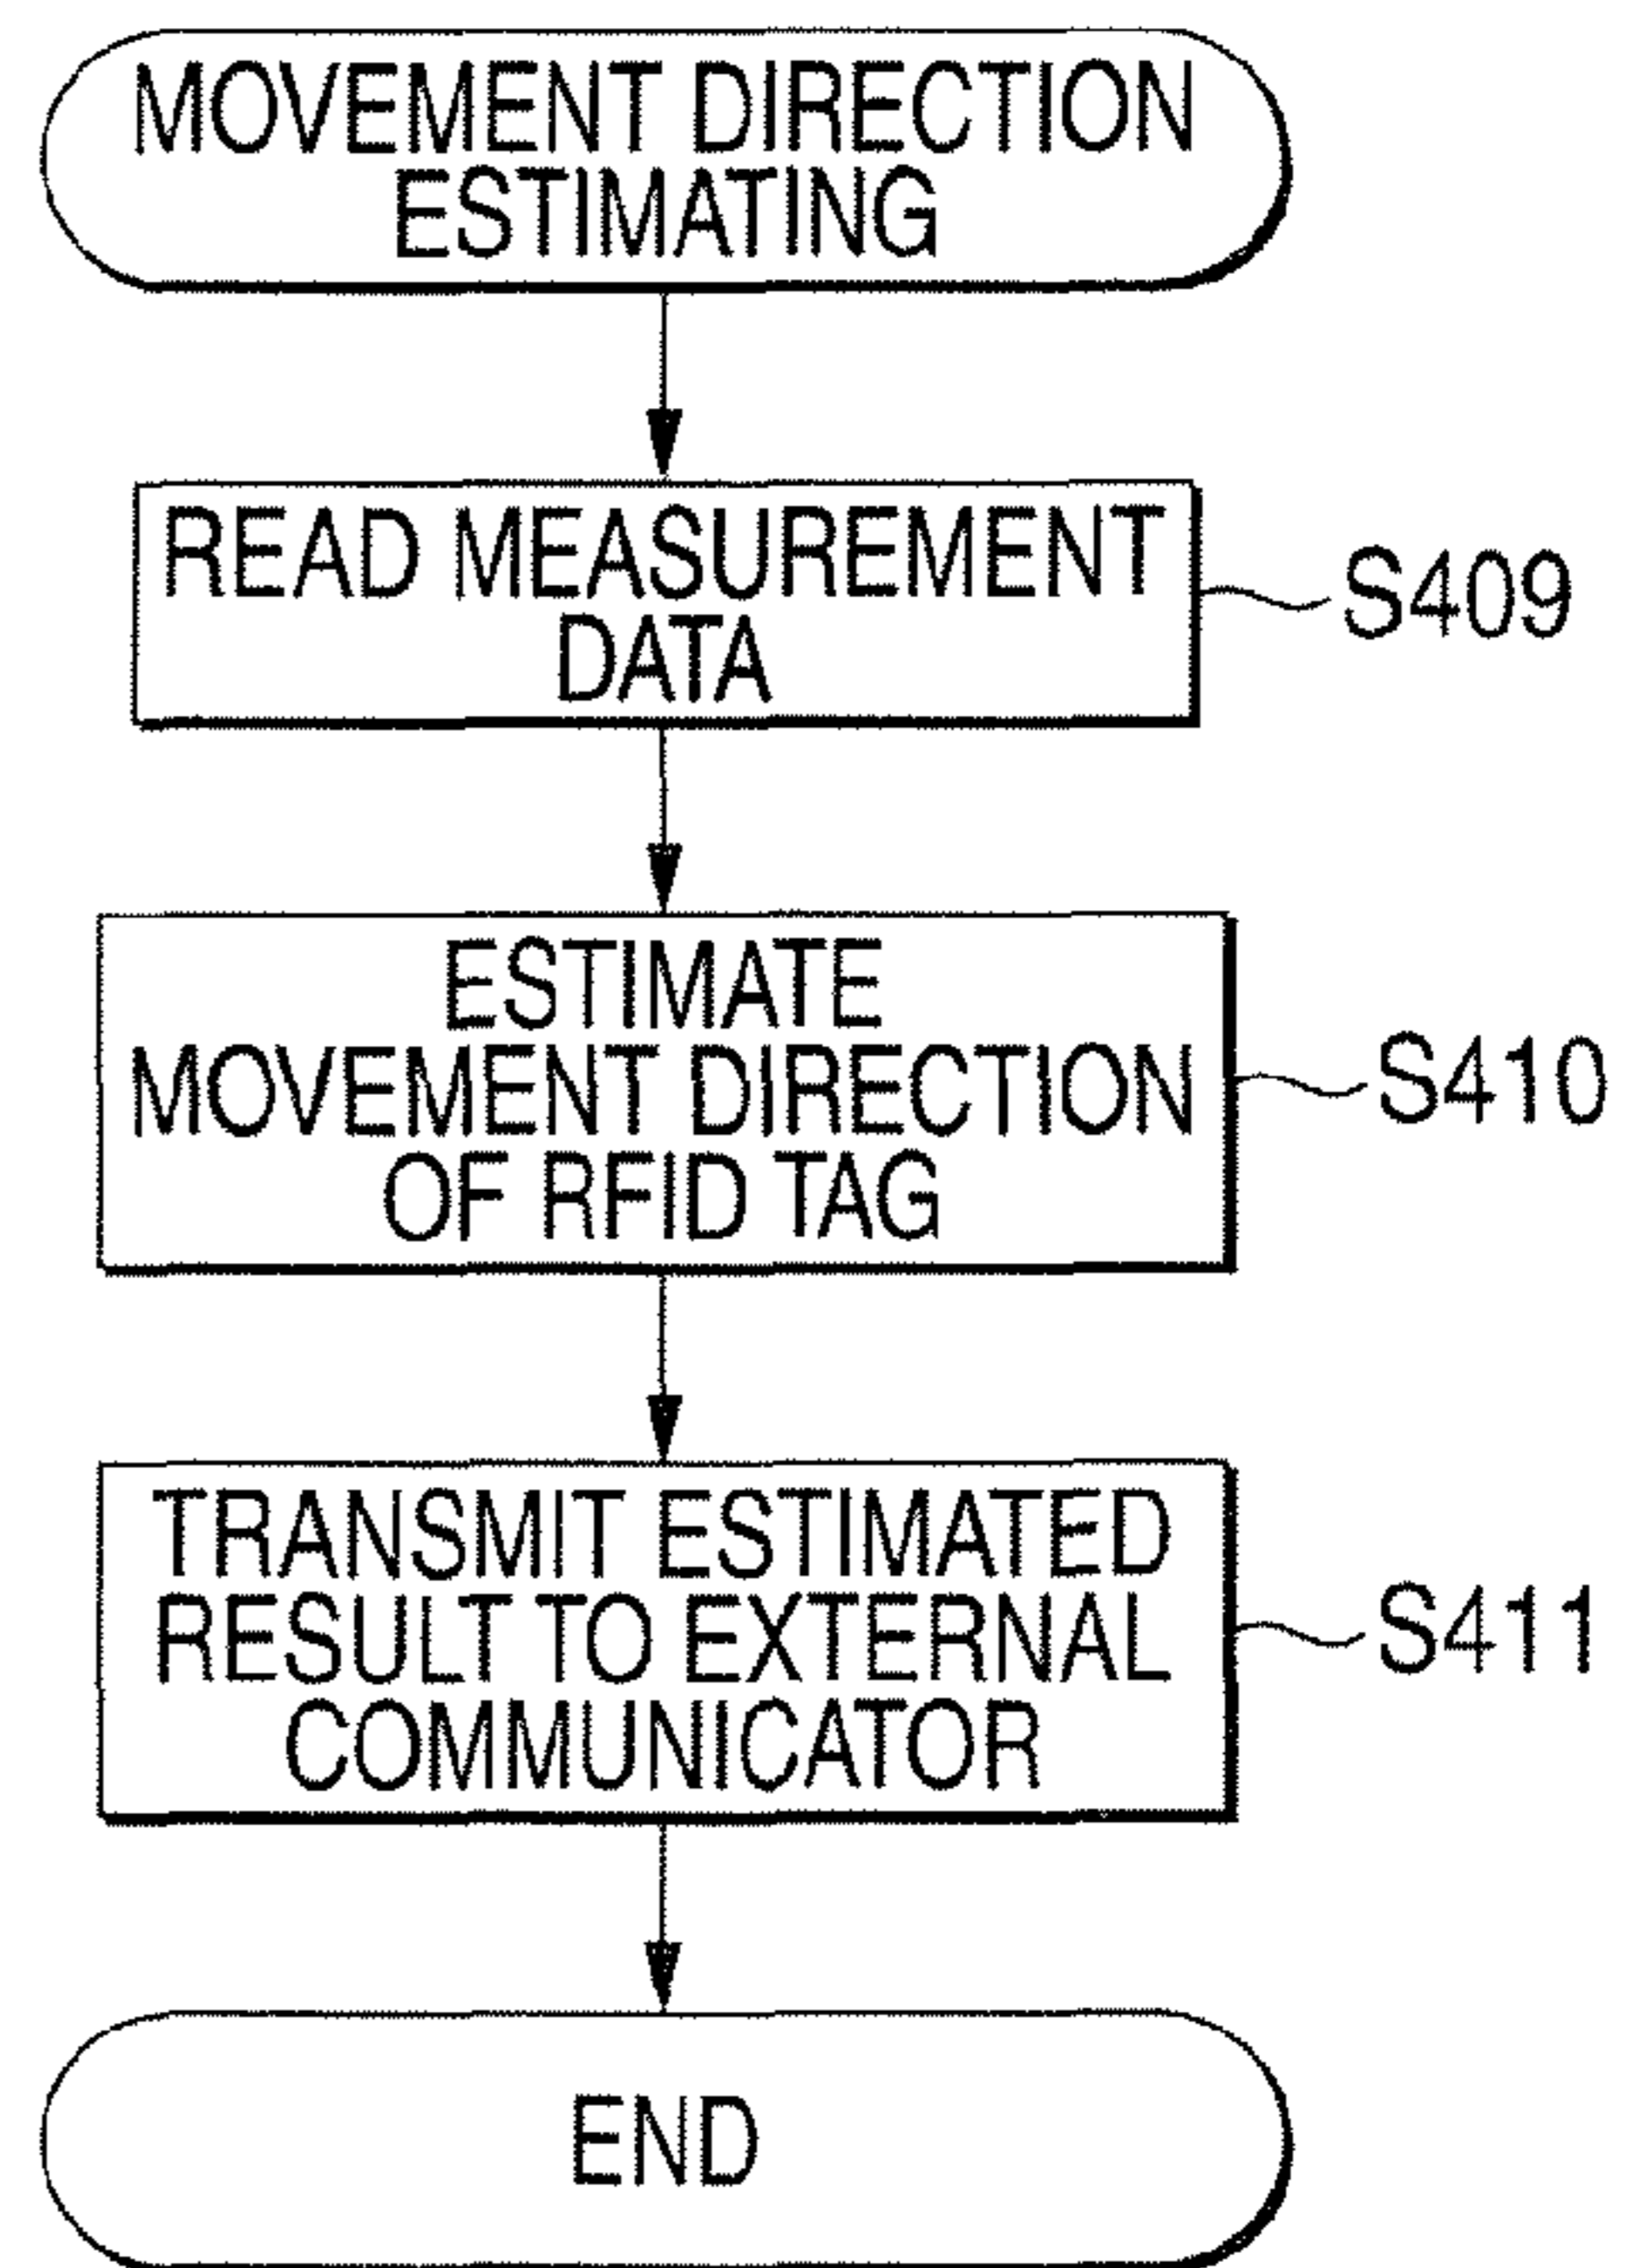 MOVEMENT DIRECTION
ESTIMATING
READ MEASUREMENT
DATA
S409
ESTIMATE
MOVEMENT DIRECTION
OF RFID TAG
S410
TRANSMIT ESTIMATED
RESULT TO EXTERNAL
COMMUNICATOR
S411
END